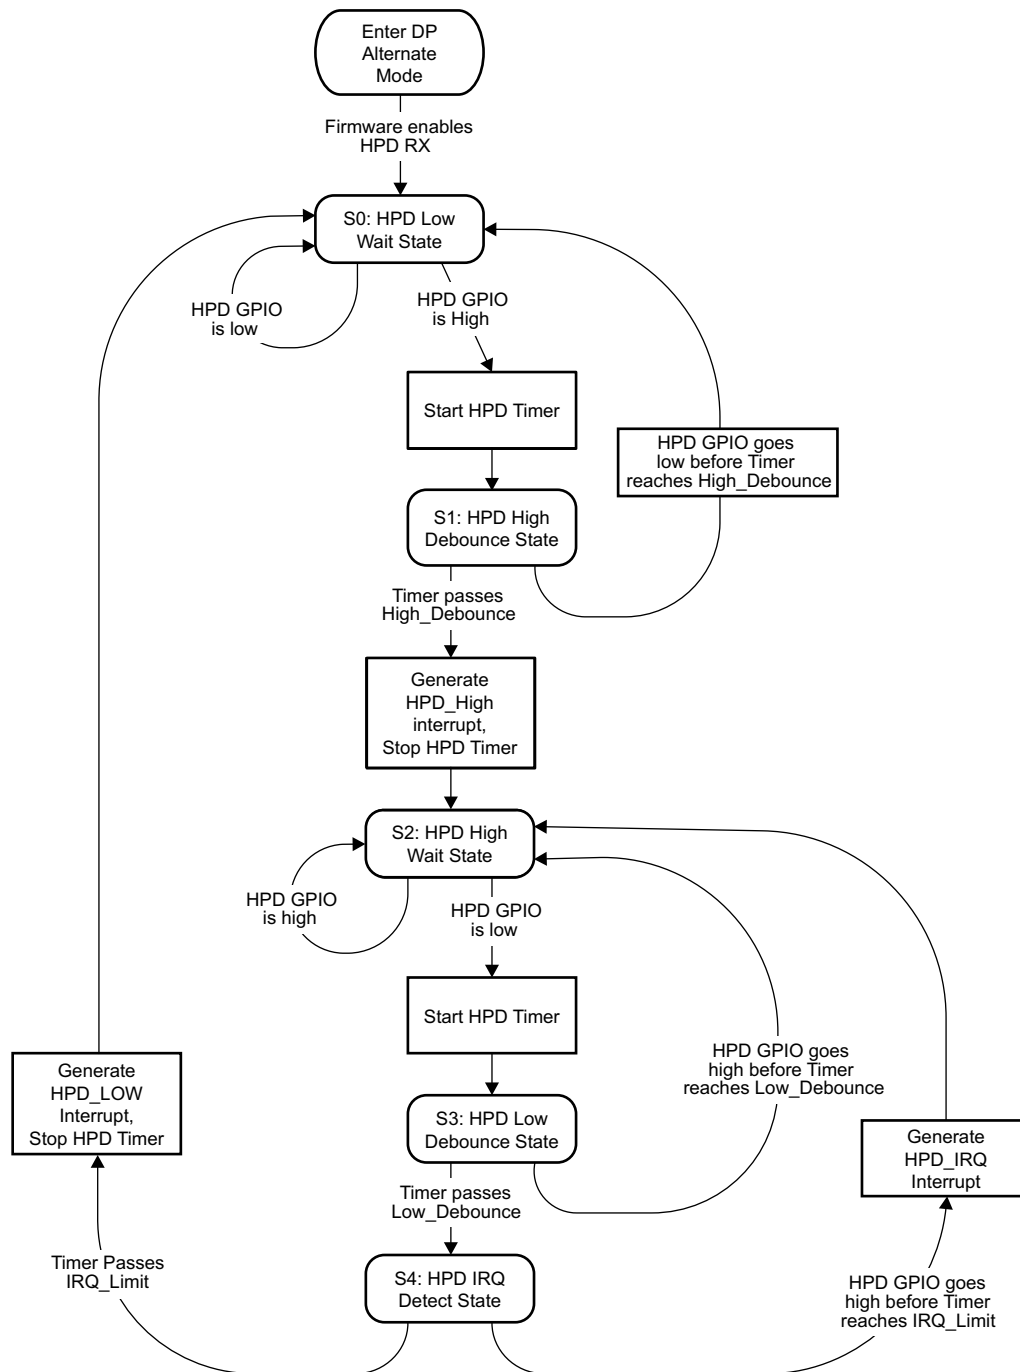 Enter DP
Alternate
Mode
Firmware enables
HPD RX
S0: HPD Low
Wait State
HPD GPIO
is low
HPD GPIO
is High
Start HPD Timer
HPD GPIO goes
low before Timer
reaches High_Debounce
S1: HPD High
Debounce State
Timer passes
High_Debounce
Generate
HPD_High
interrupt,
Stop HPD Timer
S2: HPD High
Wait State
HPD GPIO
is high
HPD GPIO
is low
Start HPD Timer
HPD GPIO goes
high before Timer
reaches Low_Debounce
Generate
HPD_LOW
Interrupt,
Stop HPD Timer
S3: HPD Low
Debounce State
Generate
HPD_IRQ
Interrupt
Timer passes
Low_Debounce
Timer Passes
IRQ_Limit
S4: HPD IRQ
Detect State
HPD GPIO goes
high before Timer
reaches IRQ_Limit